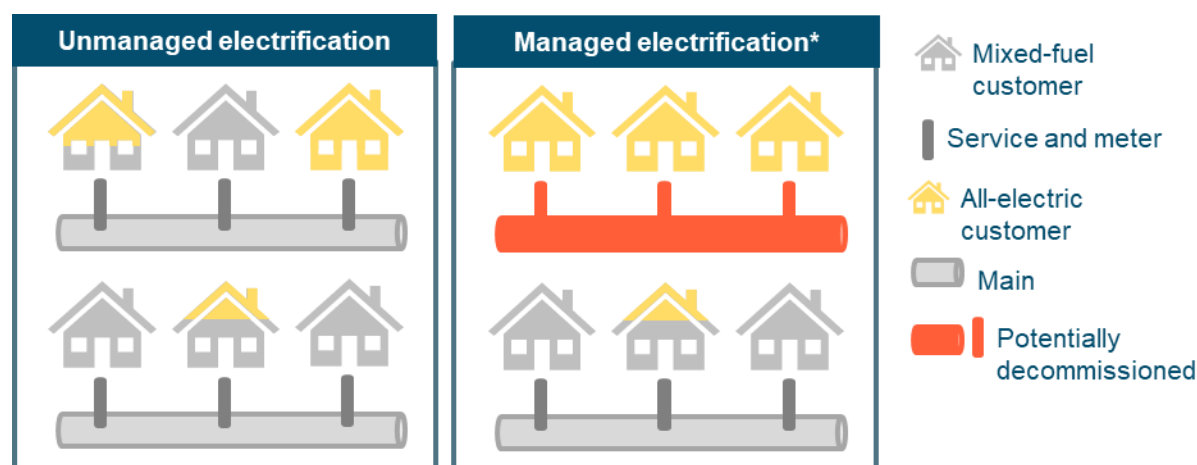 Unmanaged electrification
Managed electrification*
Mixed-fuel
customer
Service and meter
All-electric
customer
Main
Potentially
decommissioned